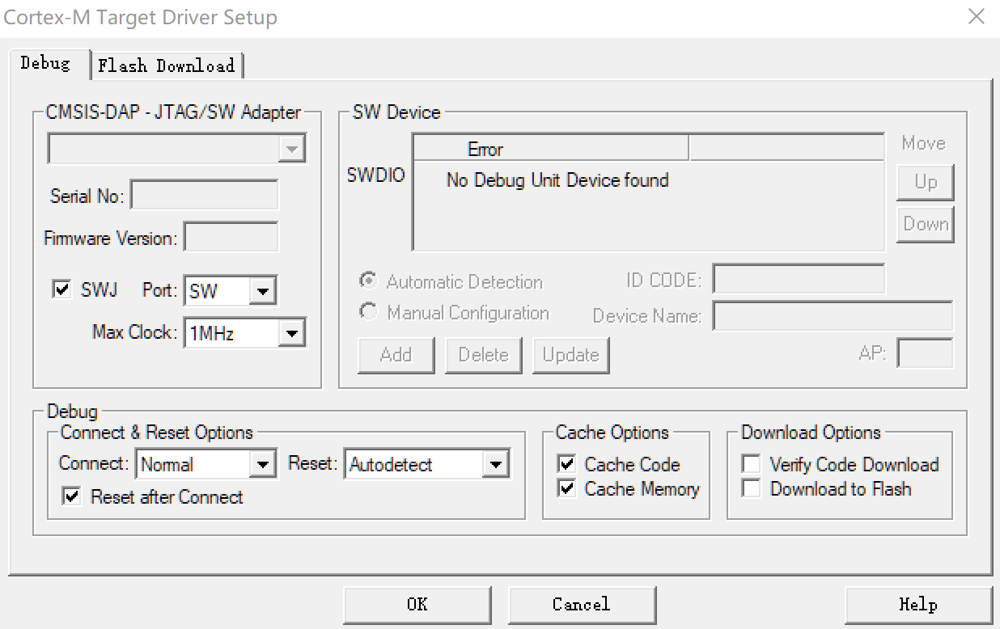 Cortex-M Target Driver Setup
Debug
Flash Download
CMSIS-DAP - JTAG/SW Adapter
Serial No:
Firmware Version:
SWJ Port: SW
Max Clock: 1MHz
SW Device
SWDIO
Error
No Debug Unit Device found
Move
Up
Down
Automatic Detection
Manual Configuration
ID CODE:
Device Name:
Add
Delete
Update
AP:
Debug
Connect & Reset Options
Connect: Normal
Reset: Autodetect
Reset after Connect
Cache Options
Cache Code
Cache Memory
Download Options
Verify Code Download
Download to Flash
OK
Cancel
Help